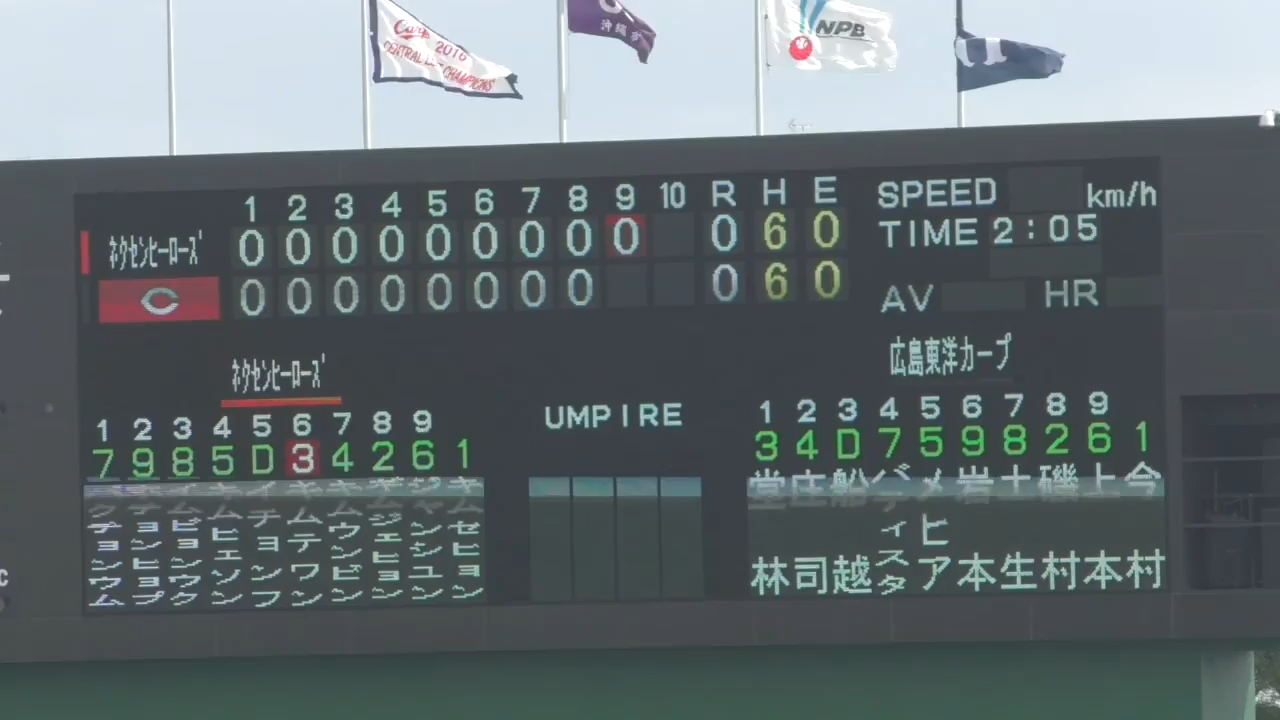 Carp 2016
CENTRAL CHAMPIONS
沖縄市
NPB
1 2 3 4 5 6 7 8 9 10 R H E
ネクセンヒーローズ 0 0 0 0 0 0 0 0 0 0 6 0
C 0 0 0 0 0 0 0 0 0 6 0
SPEED km/h
TIME 2:05
AV HR
ネクセンヒーローズ
1 2 3 4 5 6 7 8 9
7 9 8 5 D 3 4 2 6 1
UMPIRE
広島東洋カープ
1 2 3 4 5 6 7 8 9
3 4 D 7 5 9 8 2 6 1
堂林
庄司
船越
バティスタ
メヒア
岩本
土生
磯村
上本
今村